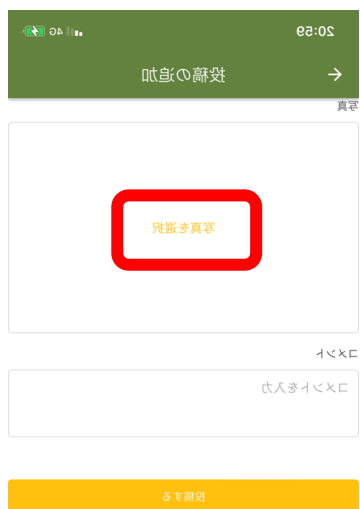 20:59 4G
投稿の追加
写真
写真を選択
コメント
コメントを入力
投稿する